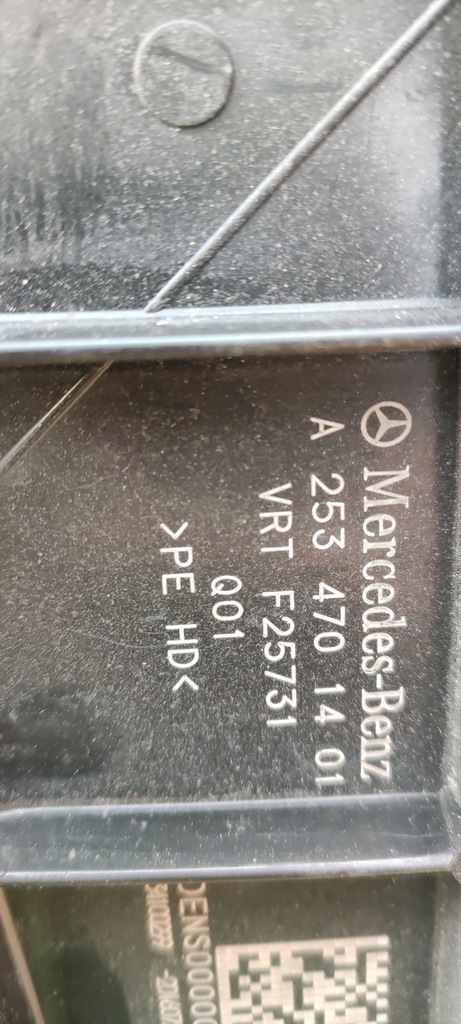 Mercedes-Benz
A 253 470 14 01
VRT F25731
Q01
>PE HD<